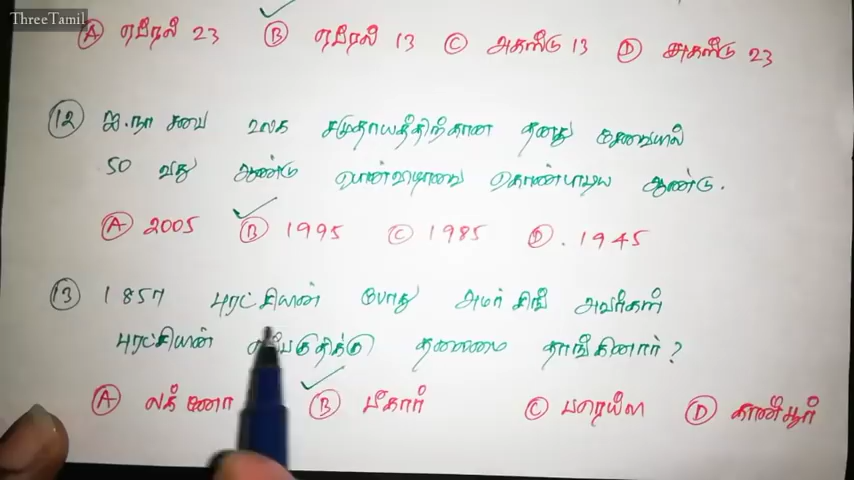 ThreeTamil
A ஏப்ரல் 23 B ஏப்ரல் 13 C ஆகஸ்டு 13 D ஆகஸ்டு 23
12 ஐ.நா சபை உலக சமுதாயத்திற்கான தனது சேவையில்
50 வது ஆண்டு பொன்விழாவை கொண்டாடிய ஆண்டு.
A 2005 B 1995 C 1985 D. 1945
13 1857 புரட்சியின் போது அமர் சிங் அவர்கள்
புரட்சியின் தலைமை தாங்கினார்?
A லக்னோ B பீகார் C பரெய்லி D கான்பூர்